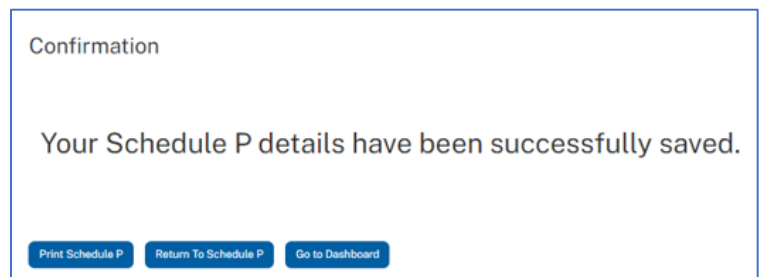 Confirmation
Your Schedule P details have been successfully saved.
Print Schedule P Return To Schedule P Go to Dashboard